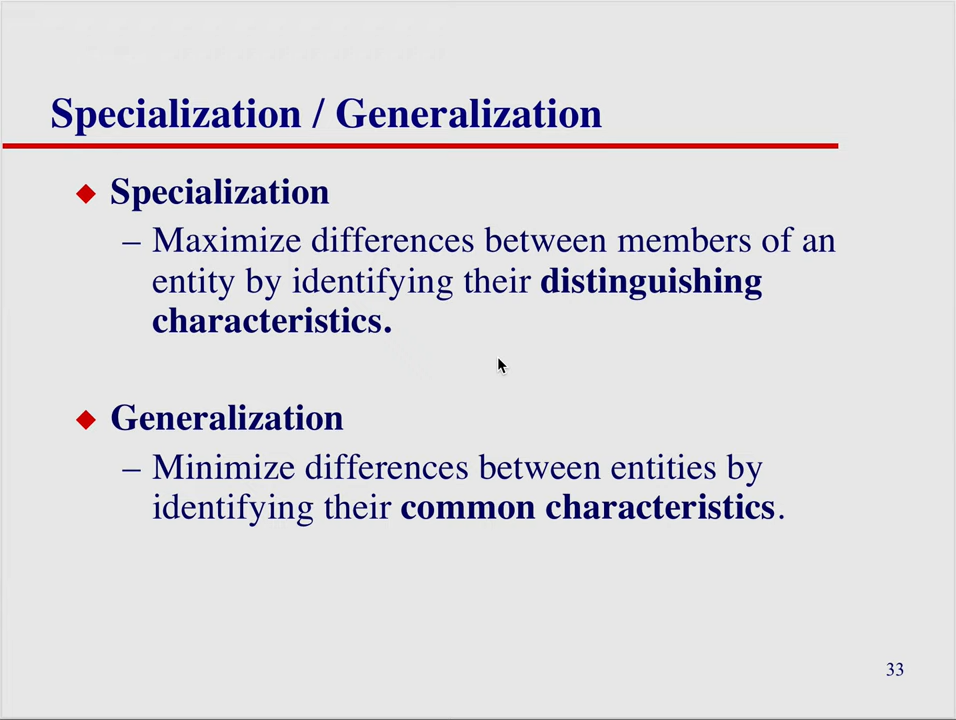 Specialization / Generalization
◆ Specialization
– Maximize differences between members of an
entity by identifying their distinguishing
characteristics.
◆ Generalization
– Minimize differences between entities by
identifying their common characteristics.
33